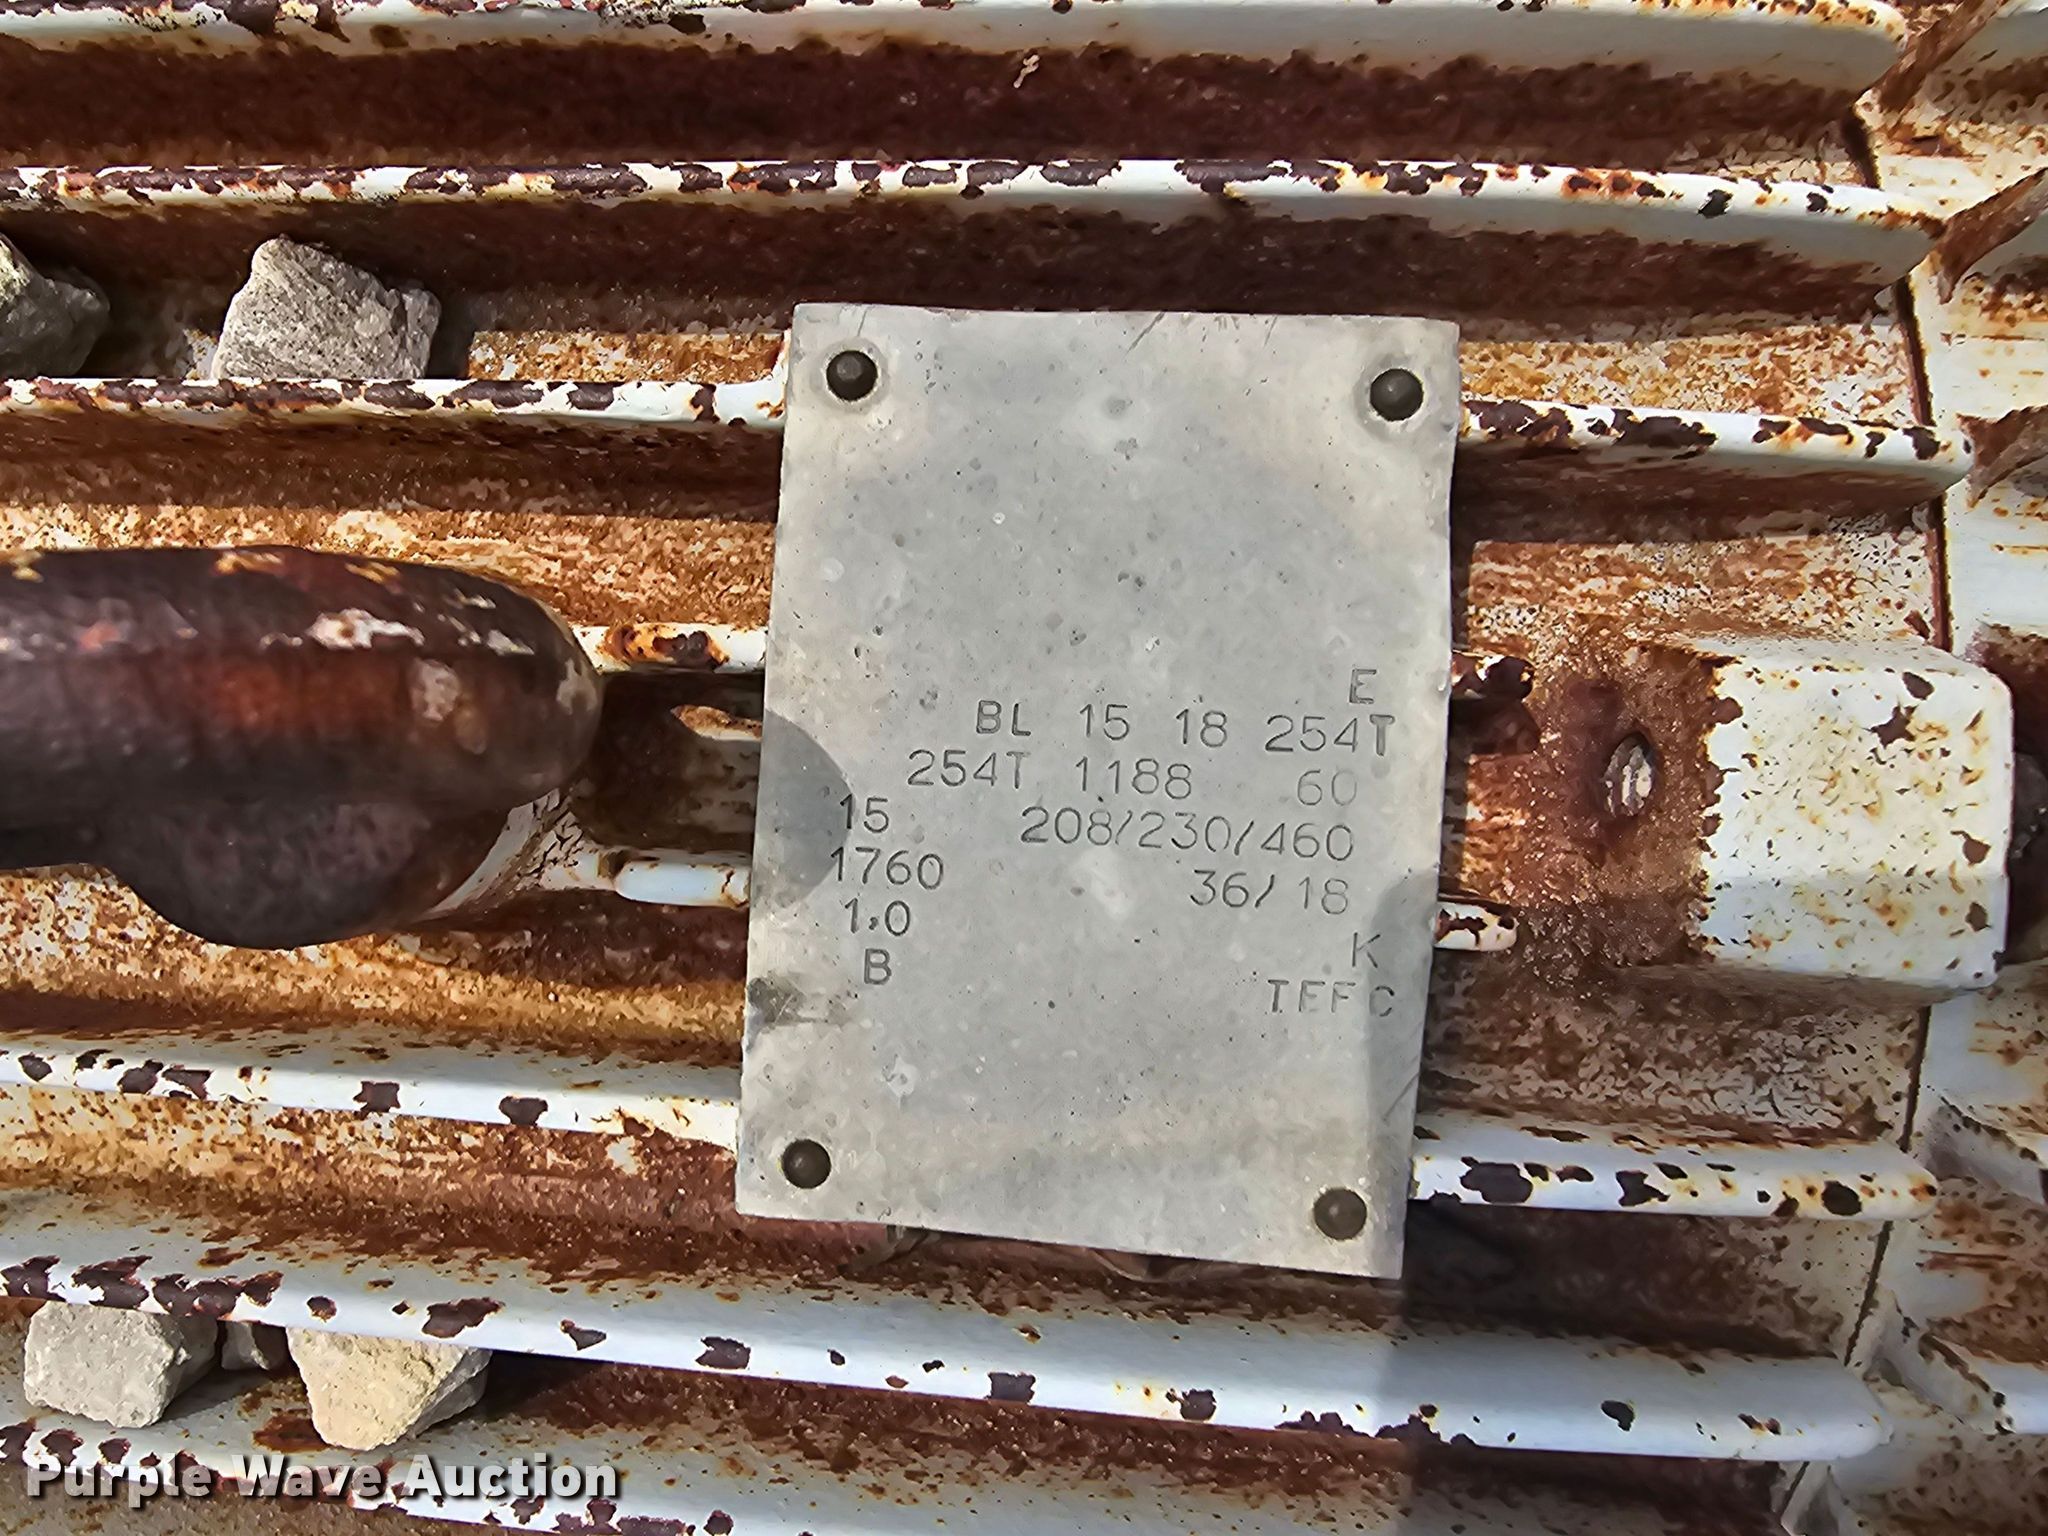 E
BL 15 18 254T
254T 1188 60
15 208/230/460
1760 36/18
1.0 K
B TEFC
Purple Wave Auction